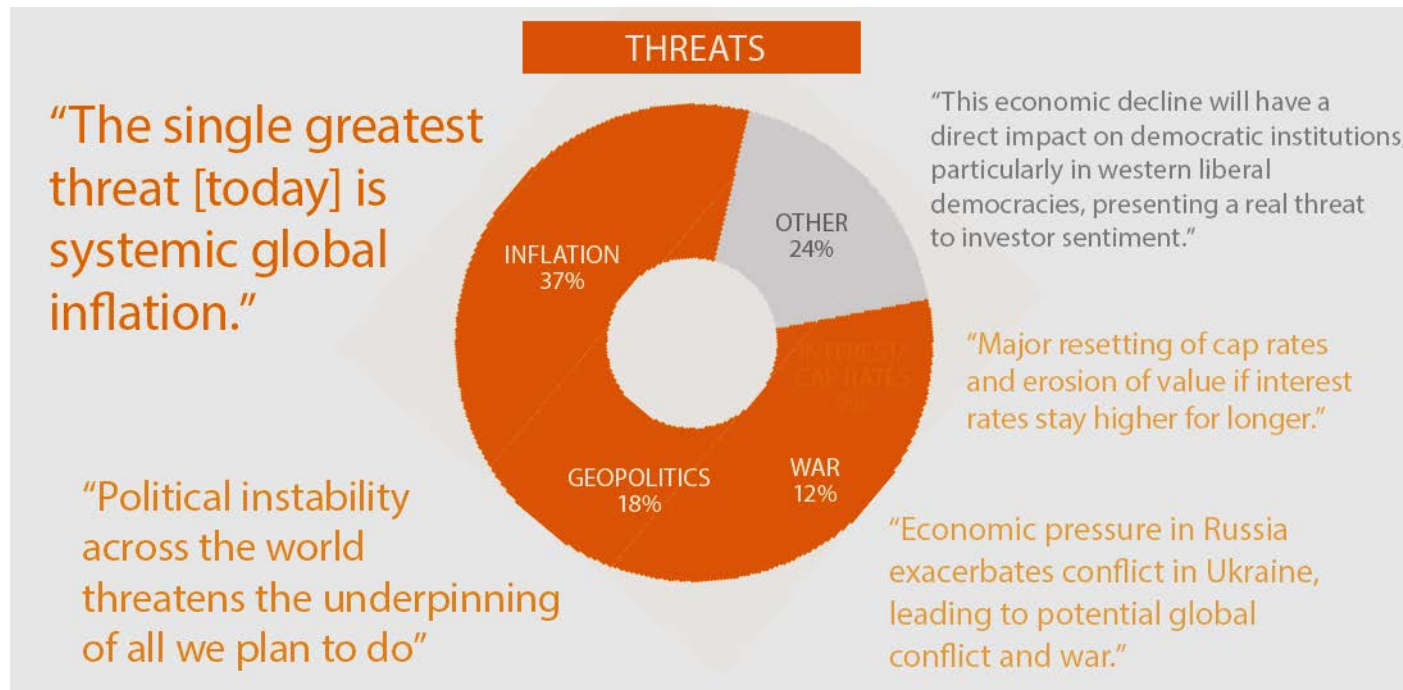 THREATS
“The single greatest
threat [today] is
systemic global
inflation.”
“This economic decline will have a
direct impact on democratic institutions,
particularly in western liberal
democracies, presenting a real threat
to investor sentiment.”
OTHER
24%
INFLATION
37%
INTEREST/
CAP RATES
9%
“Major resetting of cap rates
and erosion of value if interest
rates stay higher for longer.”
WAR
12%
GEOPOLITICS
18%
“Political instability
across the world
threatens the underpinning
of all we plan to do”
“Economic pressure in Russia
exacerbates conflict in Ukraine,
leading to potential global
conflict and war.”